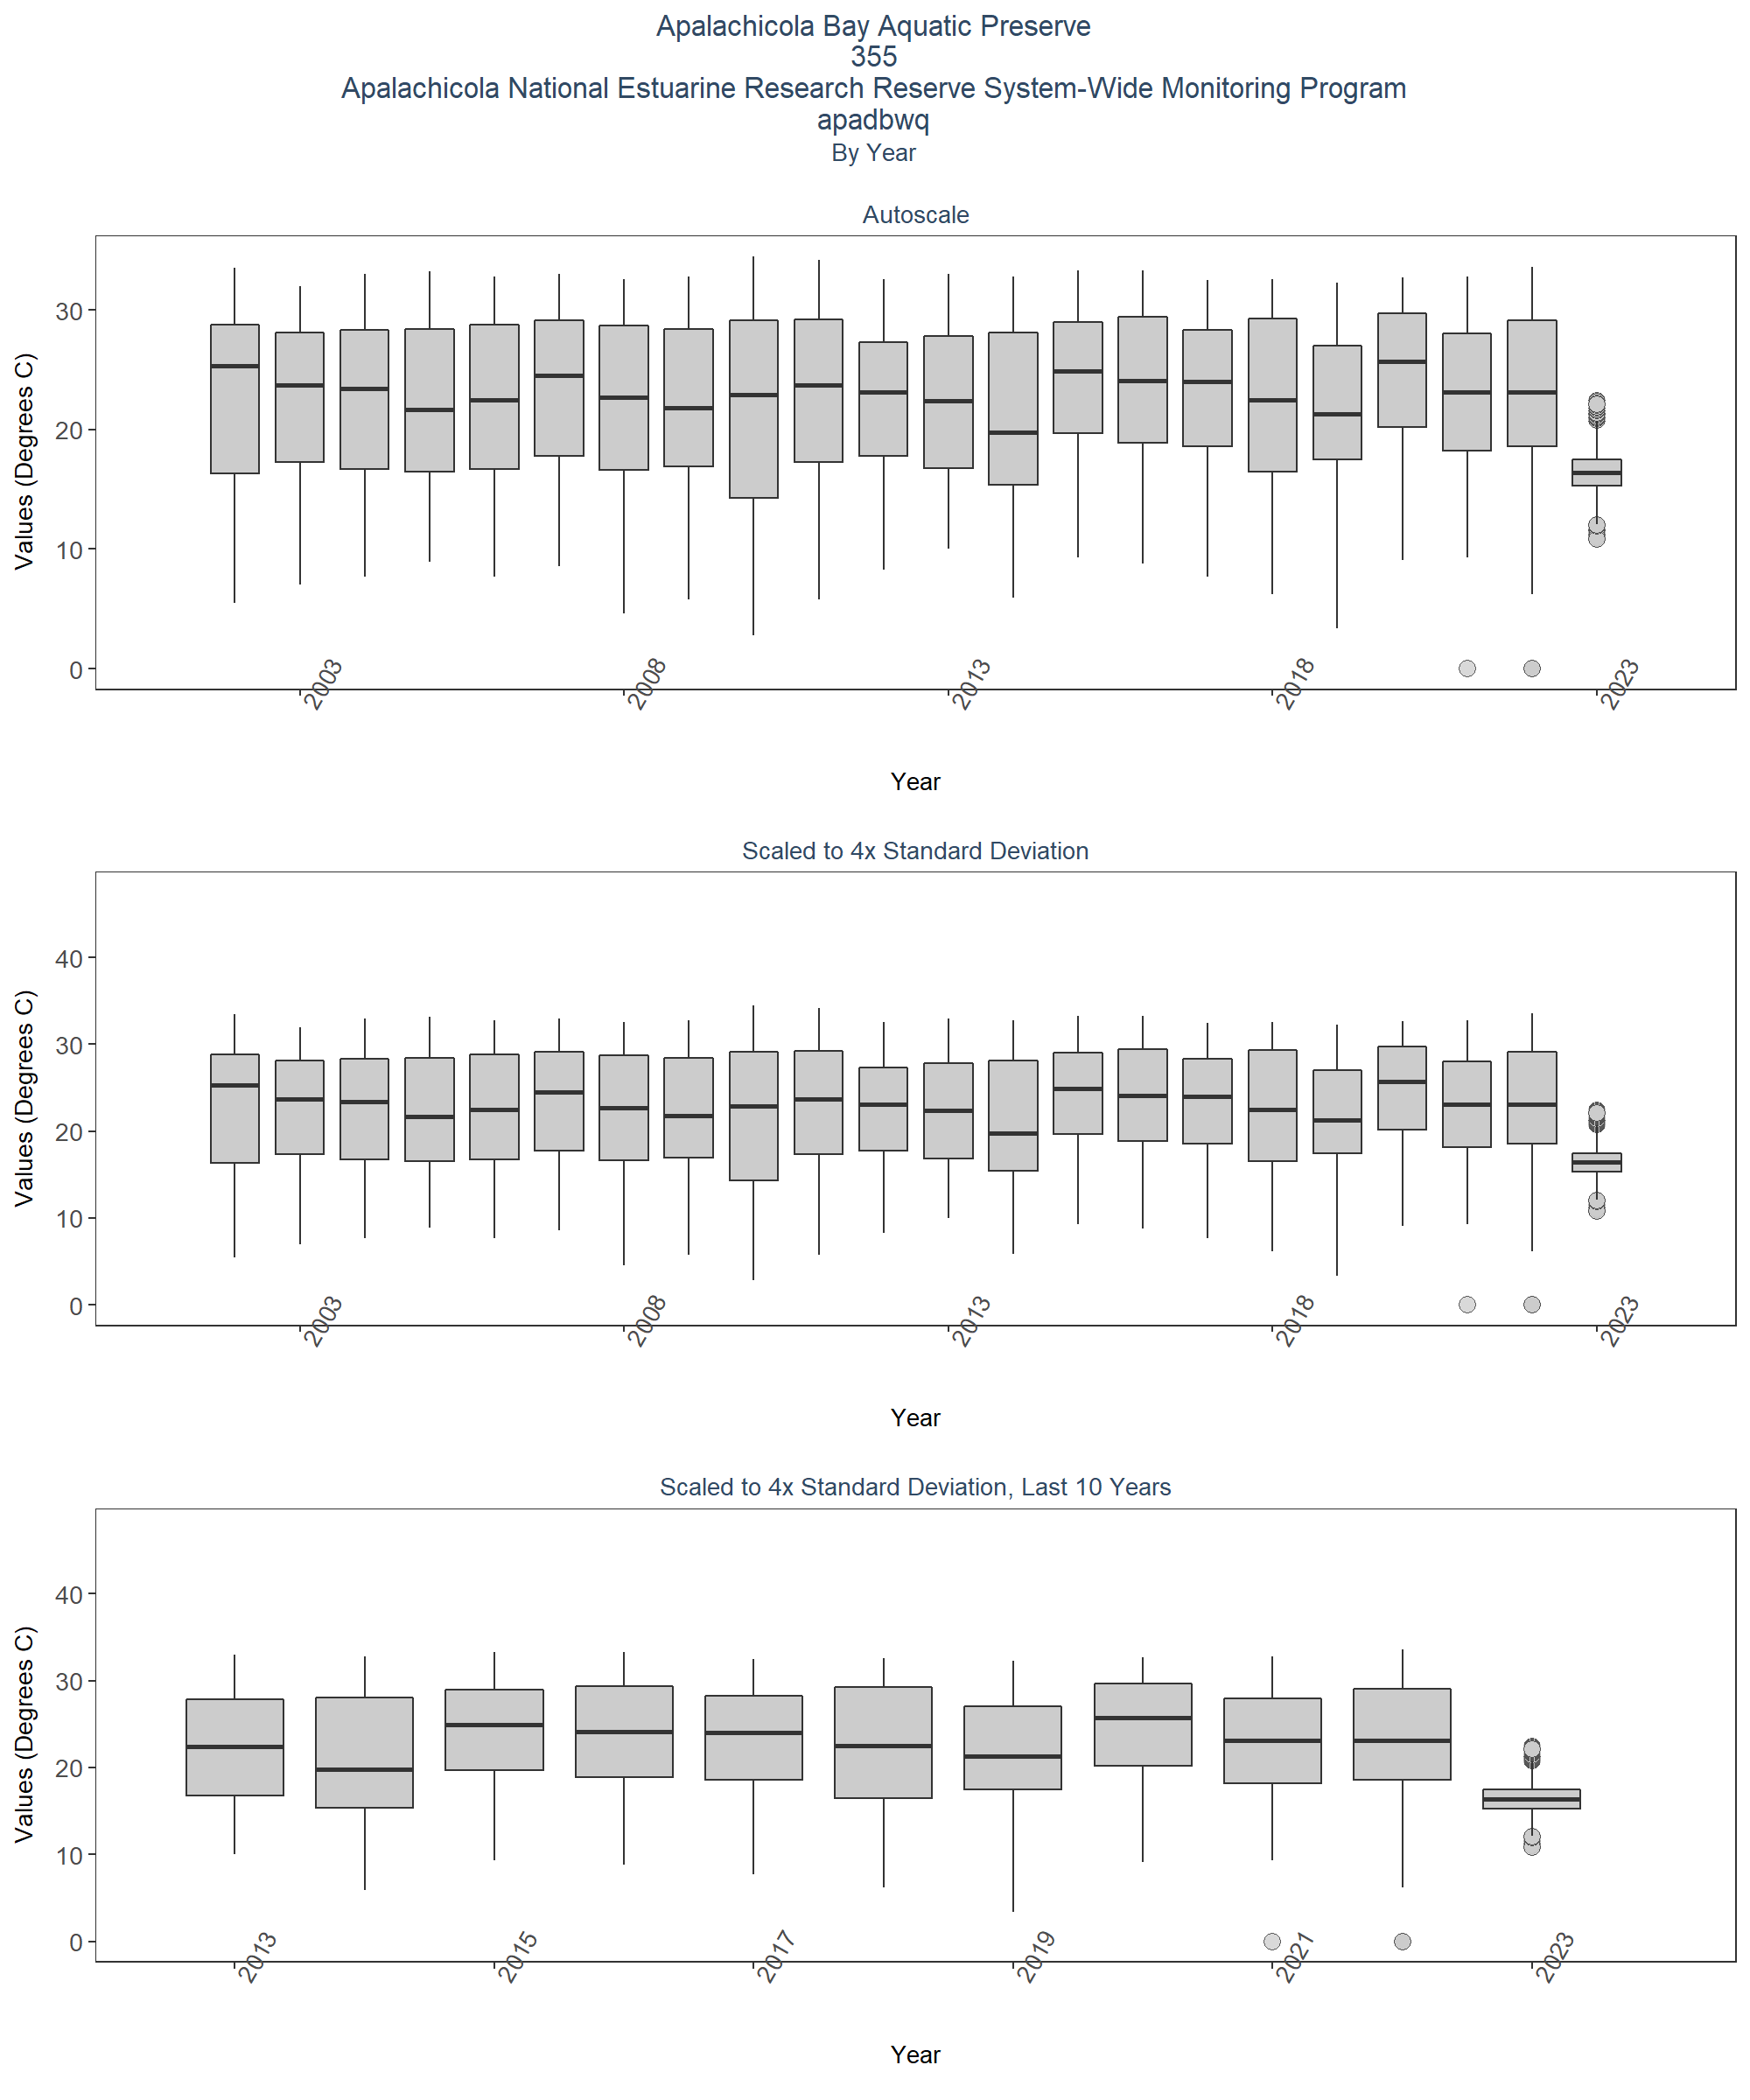 Apalachicola Bay Aquatic Preserve
355
Apalachicola National Estuarine Research Reserve System-Wide Monitoring Program
apadbwq
By Year
Autoscale
Values (Degrees C)
30
20
10
0
2003 2008 2013 2018 2023
Year
Scaled to 4x Standard Deviation
Values (Degrees C)
40
30
20
10
0
2003 2008 2013 2018 2023
Year
Scaled to 4x Standard Deviation, Last 10 Years
Values (Degrees C)
40
30
20
10
0
2013 2015 2017 2019 2021 2023
Year